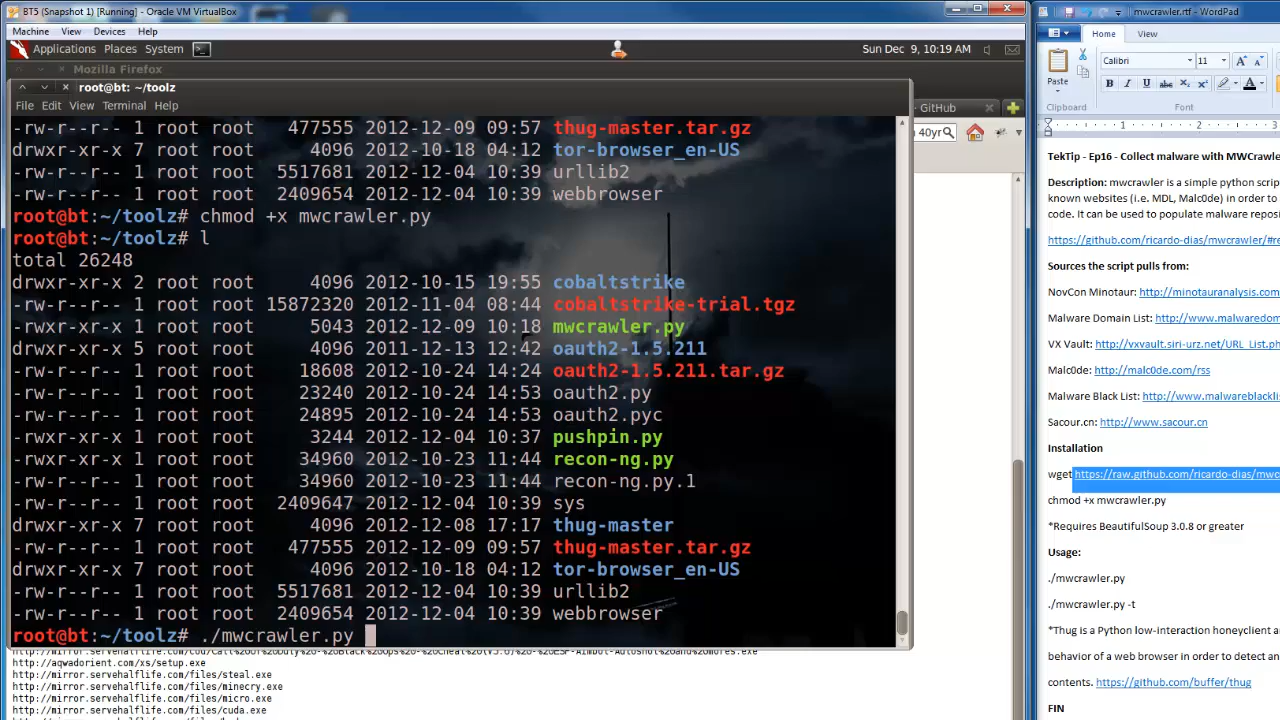 BT5 (Snapshot 1) [Running] - Oracle VM VirtualBox
Machine View Devices Help
Applications Places System
Sun Dec 9, 10:19 AM
Mozilla Firefox
root@bt: ~/toolz
File Edit View Terminal Help
-rw-r--r-- 1 root root 477555 2012-12-09 09:57 thug-master.tar.gz
drwxr-xr-x 7 root root 4096 2012-10-18 04:12 tor-browser_en-US
-rw-r--r-- 1 root root 5517681 2012-12-04 10:39 urllib2
-rw-r--r-- 1 root root 2409654 2012-12-04 10:39 webbrowser
root@bt:~/toolz# chmod +x mwcrawler.py
root@bt:~/toolz# l
total 26248
drwxr-xr-x 2 root root 4096 2012-10-15 19:55 cobaltstrike
-rw-r--r-- 1 root root 15872320 2012-11-04 08:44 cobaltstrike-trial.tgz
-rwxr-xr-x 1 root root 5043 2012-12-09 10:18 mwcrawler.py
drwxr-xr-x 5 root root 4096 2011-12-13 12:42 oauth2-1.5.211
-rw-r--r-- 1 root root 18608 2012-10-24 14:24 oauth2-1.5.211.tar.gz
-rw-r--r-- 1 root root 23240 2012-10-24 14:53 oauth2.py
-rw-r--r-- 1 root root 24895 2012-10-24 14:53 oauth2.pyc
-rwxr-xr-x 1 root root 3244 2012-12-04 10:37 pushpin.py
-rwxr-xr-x 1 root root 34960 2012-10-23 11:44 recon-ng.py
-rw-r--r-- 1 root root 34960 2012-10-23 11:44 recon-ng.py.1
-rw-r--r-- 1 root root 2409647 2012-12-04 10:39 sys
drwxr-xr-x 7 root root 4096 2012-12-08 17:17 thug-master
-rw-r--r-- 1 root root 477555 2012-12-09 09:57 thug-master.tar.gz
drwxr-xr-x 7 root root 4096 2012-10-18 04:12 tor-browser_en-US
-rw-r--r-- 1 root root 5517681 2012-12-04 10:39 urllib2
-rw-r--r-- 1 root root 2409654 2012-12-04 10:39 webbrowser
root@bt:~/toolz# ./mwcrawler.py
http://aqwadorient.com/xs/setup.exe
http://mirror.servehalflife.com/files/steal.exe
http://mirror.servehalflife.com/files/minecry.exe
http://mirror.servehalflife.com/files/micro.exe
http://mirror.servehalflife.com/files/cuda.exe
GitHub
40yr
mwcrawler.rtf - WordPad
Home View
Paste
Calibri 11
B I U abc X₂ X² A
Clipboard Font
1 2 3
TekTip - Ep16 - Collect malware with MWCrawle
Description: mwcrawler is a simple python scrip
known websites (i.e. MDL, Malc0de) in order to
code. It can be used to populate malware repos
https://github.com/ricardo-dias/mwcrawler/#re
Sources the script pulls from:
NovCon Minotaur: http://minotauranalysis.com
Malware Domain List: http://www.malwaredom
VX Vault: http://vxvault.siri-urz.net/URL_List.ph
Malc0de: http://malc0de.com/rss
Malware Black List: http://www.malwareblackli
Sacour.cn: http://www.sacour.cn
Installation
wget https://raw.github.com/ricardo-dias/mwc
chmod +x mwcrawler.py
*Requires BeautifulSoup 3.0.8 or greater
Usage:
./mwcrawler.py
./mwcrawler.py -t
*Thug is a Python low-interaction honeyclient a
behavior of a web browser in order to detect an
contents. https://github.com/buffer/thug
FIN